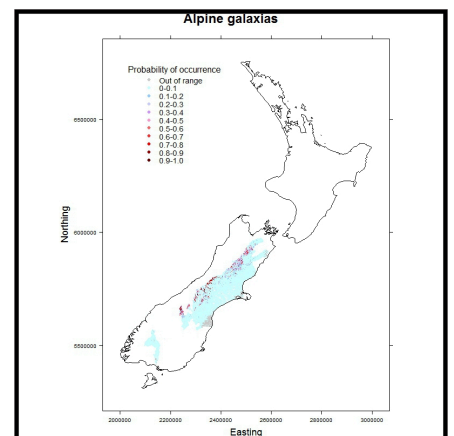 Alpine galaxias
Probability of occurrence
Out of range
0-0.1
0.1-0.2
0.2-0.3
0.3-0.4
0.4-0.5
0.5-0.6
0.6-0.7
0.7-0.8
0.8-0.9
0.9-1.0
Northing
6500000
6000000
5500000
2000000 2200000 2400000 2600000 2800000 3000000
Easting